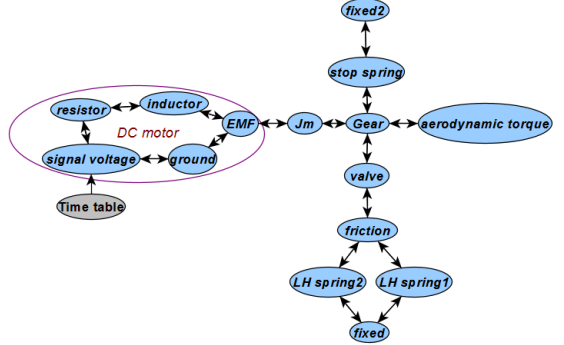 fixed2
stop spring
resistor
inductor
DC motor
EMF
Jm
Gear
aerodynamic torque
signal voltage
ground
valve
Time table
friction
LH spring2
LH spring1
fixed